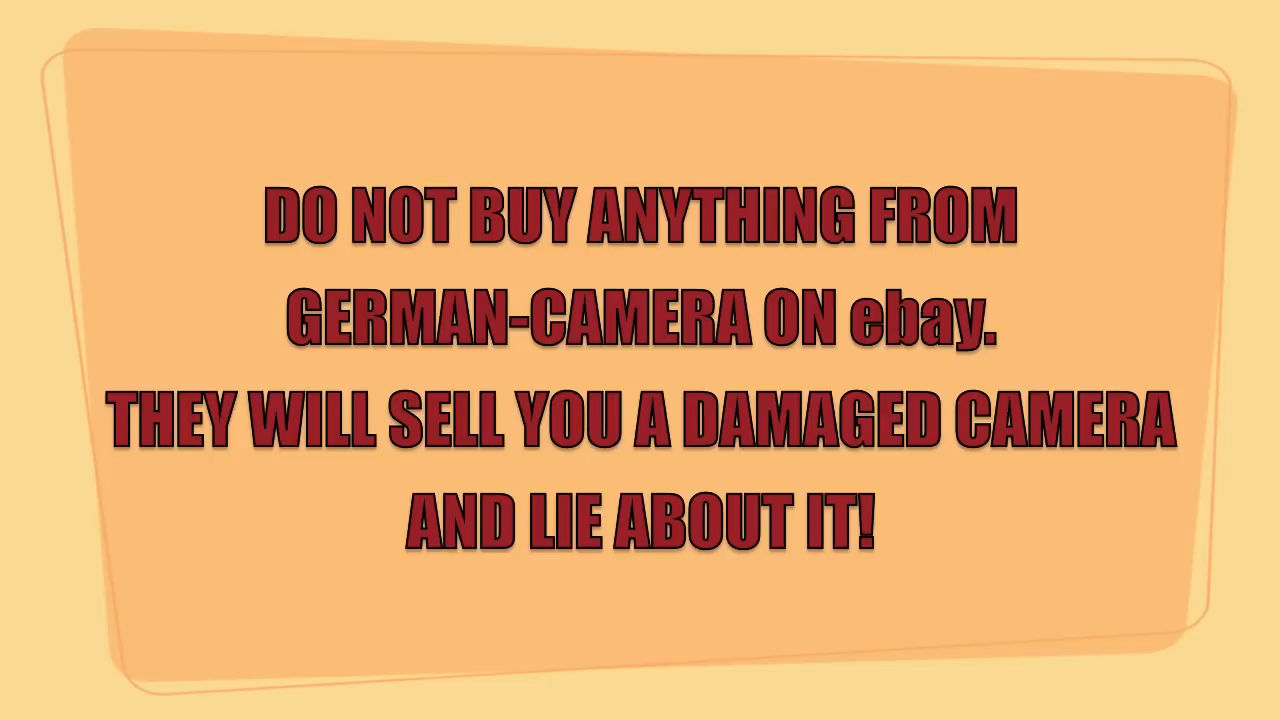 DO NOT BUY ANYTHING FROM
GERMAN-CAMERA ON ebay.
THEY WILL SELL YOU A DAMAGED CAMERA
AND LIE ABOUT IT!